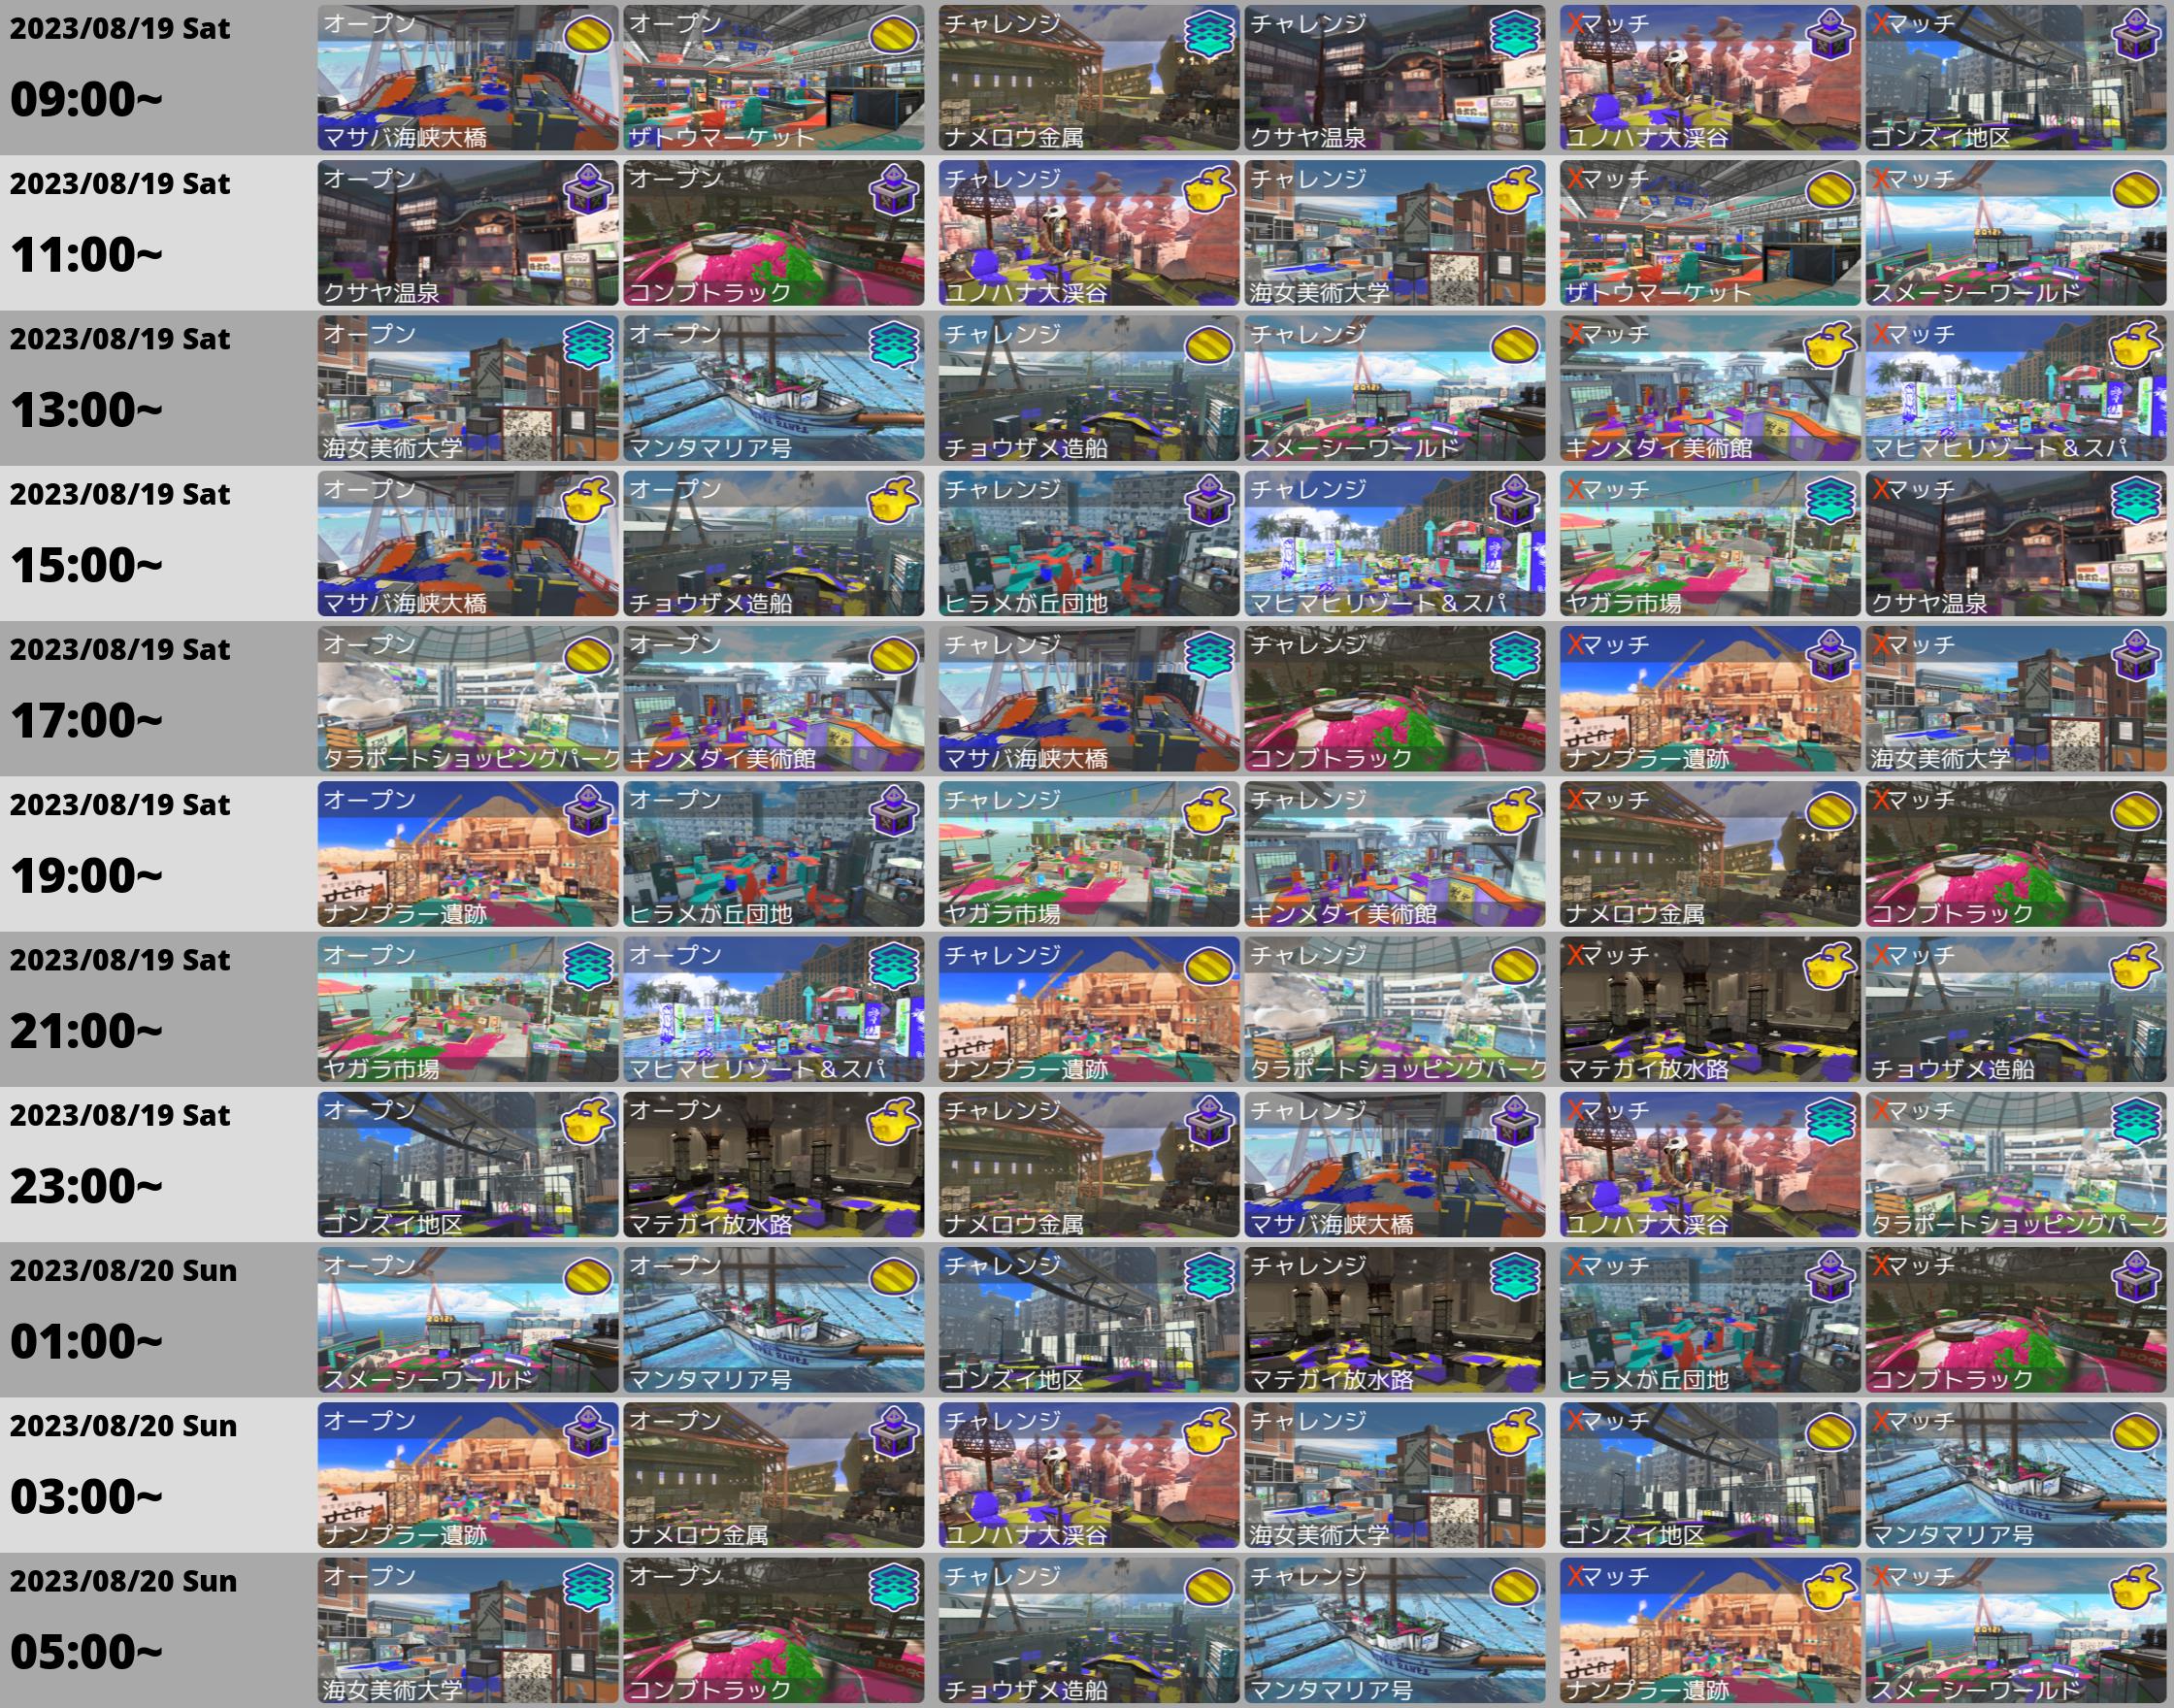 2023/08/19 Sat
09:00~
オープン
マサバ海峡大橋
オープン
ザトウマーケット
チャレンジ
ナメロウ金属
チャレンジ
クサヤ温泉
Xマッチ
ユノハナ大渓谷
Xマッチ
ゴンズイ地区
2023/08/19 Sat
11:00~
オープン
クサヤ温泉
オープン
コンブトラック
チャレンジ
ユノハナ大渓谷
チャレンジ
海女美術大学
Xマッチ
ザトウマーケット
Xマッチ
スメーシーワールド
2023/08/19 Sat
13:00~
オープン
海女美術大学
オープン
マンタマリア号
チャレンジ
チョウザメ造船
チャレンジ
スメーシーワールド
Xマッチ
キンメダイ美術館
Xマッチ
マヒマヒリゾート＆スパ
2023/08/19 Sat
15:00~
オープン
マサバ海峡大橋
オープン
チョウザメ造船
チャレンジ
ヒラメが丘団地
チャレンジ
マヒマヒリゾート＆スパ
Xマッチ
ヤガラ市場
Xマッチ
クサヤ温泉
2023/08/19 Sat
17:00~
オープン
タラポートショッピングパーク
オープン
キンメダイ美術館
チャレンジ
マサバ海峡大橋
チャレンジ
コンブトラック
Xマッチ
ナンプラー遺跡
Xマッチ
海女美術大学
2023/08/19 Sat
19:00~
オープン
ナンプラー遺跡
オープン
ヒラメが丘団地
チャレンジ
ヤガラ市場
チャレンジ
キンメダイ美術館
Xマッチ
ナメロウ金属
Xマッチ
コンブトラック
2023/08/19 Sat
21:00~
オープン
ヤガラ市場
オープン
マヒマヒリゾート＆スパ
チャレンジ
ナンプラー遺跡
チャレンジ
タラポートショッピングパーク
Xマッチ
マテガイ放水路
Xマッチ
チョウザメ造船
2023/08/19 Sat
23:00~
オープン
ゴンズイ地区
オープン
マテガイ放水路
チャレンジ
ナメロウ金属
チャレンジ
マサバ海峡大橋
Xマッチ
ユノハナ大渓谷
Xマッチ
タラポートショッピングパーク
2023/08/20 Sun
01:00~
オープン
スメーシーワールド
オープン
マンタマリア号
チャレンジ
ゴンズイ地区
チャレンジ
マテガイ放水路
Xマッチ
ヒラメが丘団地
Xマッチ
コンブトラック
2023/08/20 Sun
03:00~
オープン
ナンプラー遺跡
オープン
ナメロウ金属
チャレンジ
ユノハナ大渓谷
チャレンジ
海女美術大学
Xマッチ
ゴンズイ地区
Xマッチ
マンタマリア号
2023/08/20 Sun
05:00~
オープン
海女美術大学
オープン
コンブトラック
チャレンジ
チョウザメ造船
チャレンジ
マンタマリア号
Xマッチ
ナンプラー遺跡
Xマッチ
スメーシーワールド